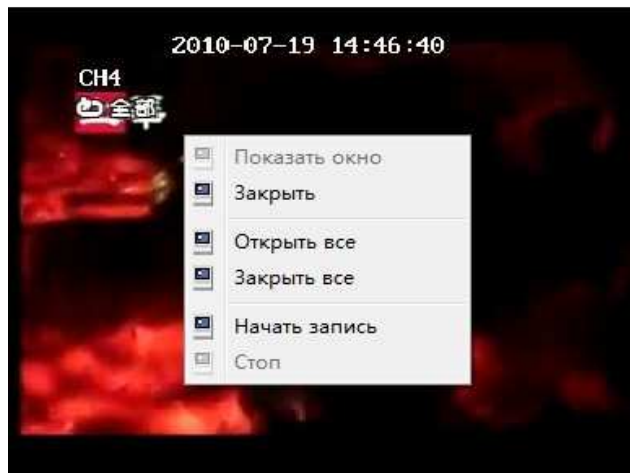 2010-07-19 14:46:40
CH4
全部
Показать окно
Закрыть
Открыть все
Закрыть все
Начать запись
Стоп